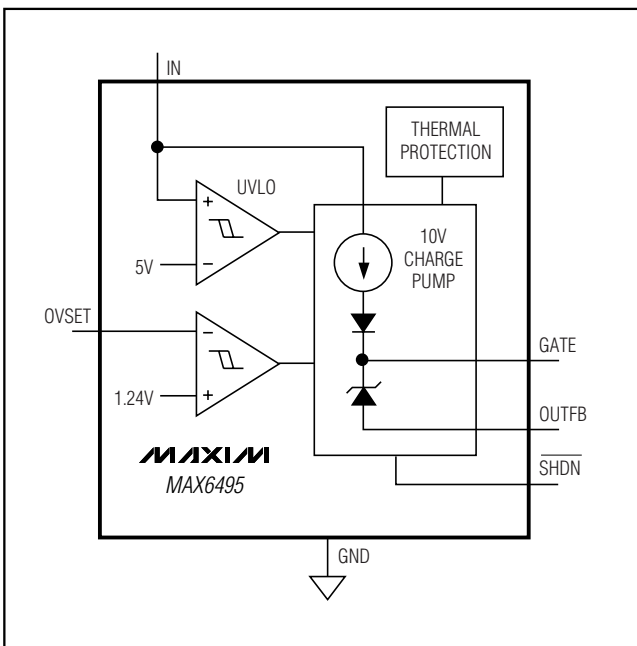 IN
THERMAL
PROTECTION
UVLO
+
−
5V
10V
CHARGE
PUMP
OVSET
−
+
1.24V
GATE
OUTFB
SHDN
MAXIM
MAX6495
GND